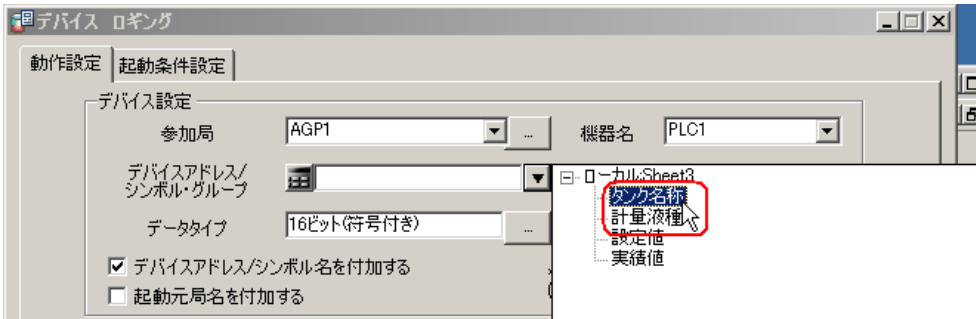 デバイス ロギング
動作設定 起動条件設定
デバイス設定
参加局 AGP1 ... 機器名 PLC1
デバイスアドレス/
シンボル・グループ
ローカル:Sheet3
タンク名称
計量液種
設定値
実績値
データタイプ 16ビット(符号付き) ...
デバイスアドレス/シンボル名を付加する
起動元局名を付加する